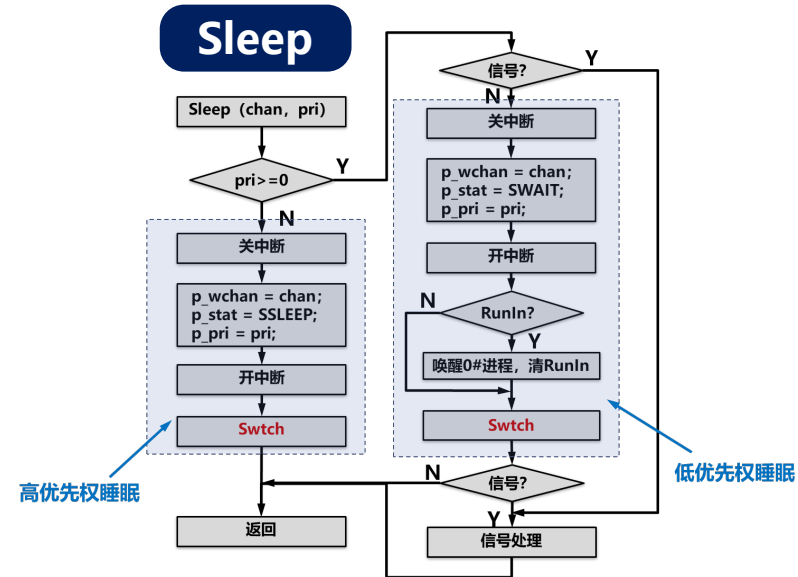 Sleep
Sleep（chan，pri）
pri>=0
Y
N
关中断
p_wchan = chan;
p_stat = SSLEEP;
p_pri = pri;
开中断
Swtch
高优先权睡眠
返回
信号?
Y
N
关中断
p_wchan = chan;
p_stat = SWAIT;
p_pri = pri;
开中断
RunIn?
N
Y
唤醒0#进程，清RunIn
Swtch
低优先权睡眠
信号?
N
Y
信号处理